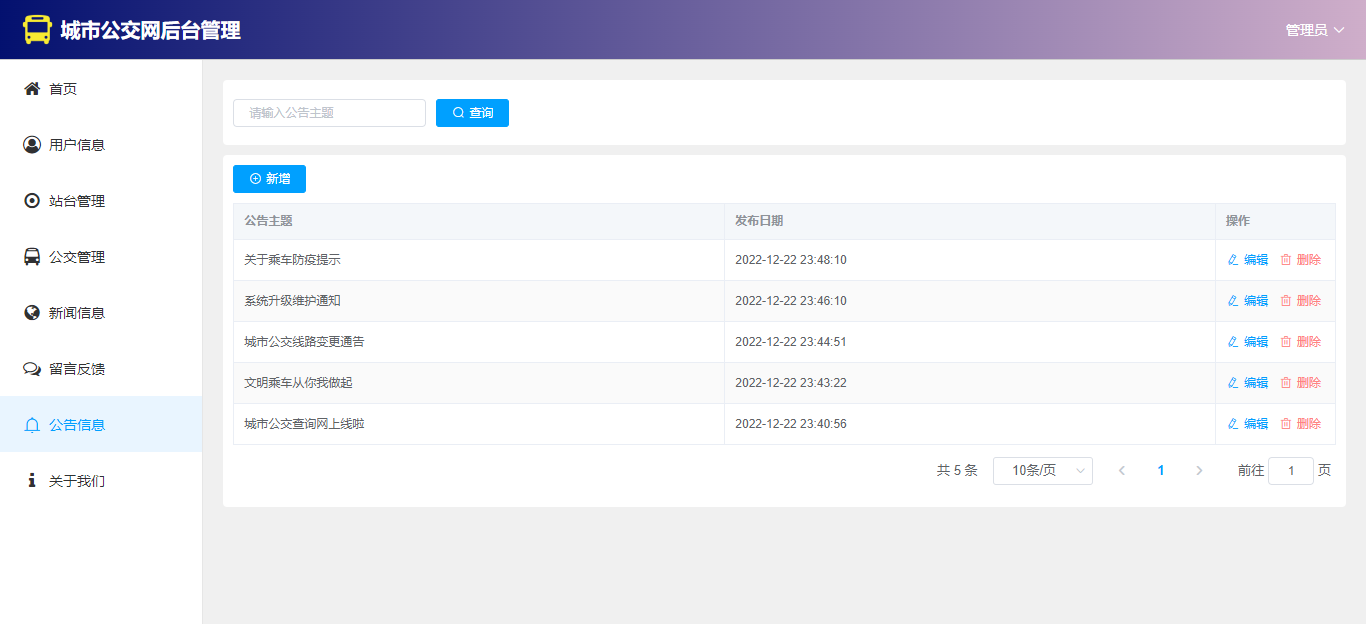 城市公交网后台管理
管理员
首页
用户信息
站台管理
公交管理
新闻信息
留言反馈
公告信息
关于我们
请输入公告主题 查询
新增
公告主题 发布日期 操作
关于乘车防疫提示 2022-12-22 23:48:10 编辑 删除
系统升级维护通知 2022-12-22 23:46:10 编辑 删除
城市公交线路变更通告 2022-12-22 23:44:51 编辑 删除
文明乘车从你我做起 2022-12-22 23:43:22 编辑 删除
城市公交查询网上线啦 2022-12-22 23:40:56 编辑 删除
共 5 条 10条/页 1 前往 1 页